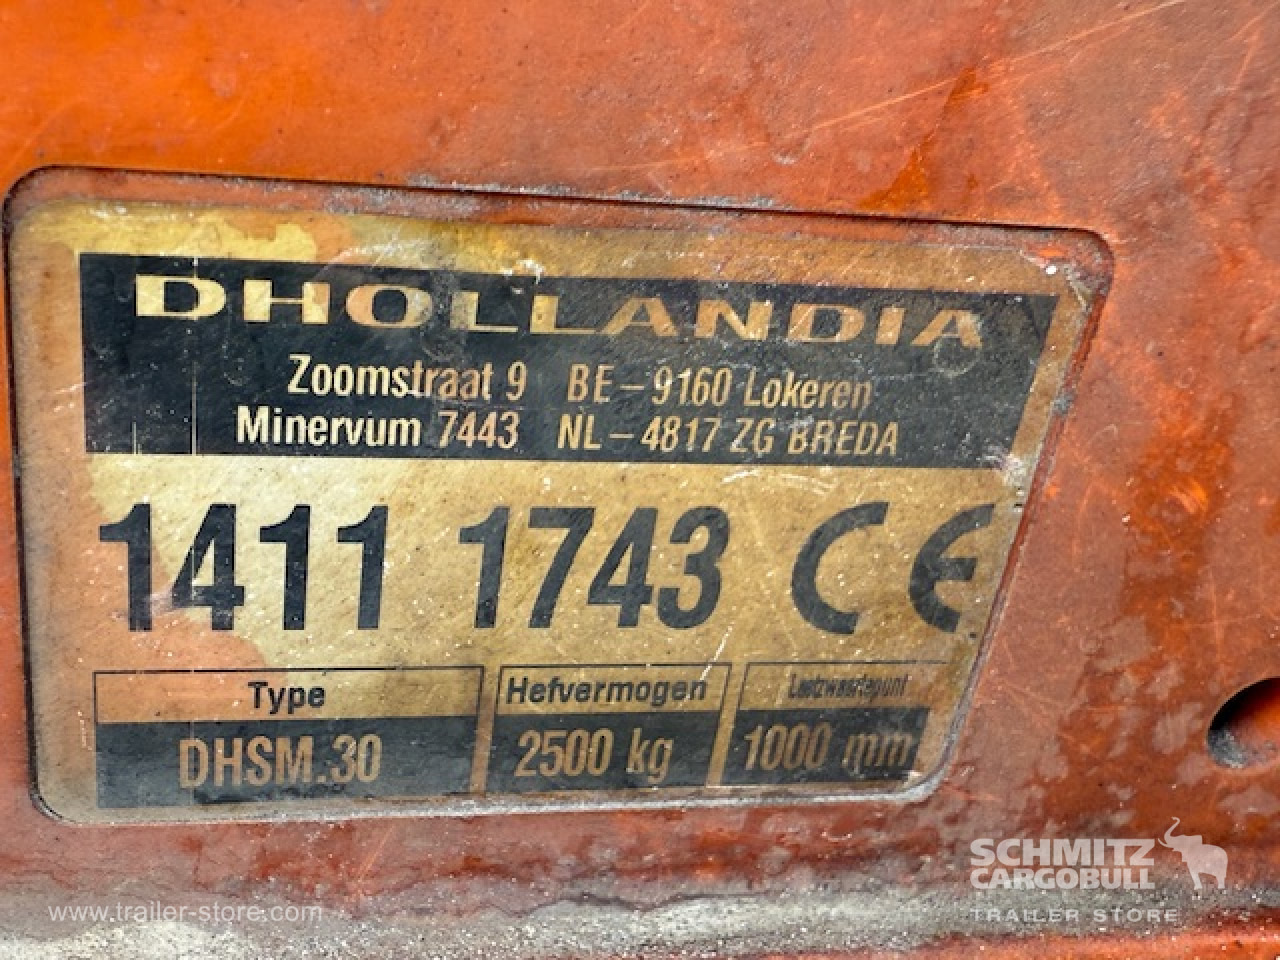 DHOLLANDIA
Zoomstraat 9 BE-9160 Lokeren
Minervum 7443 NL-4817 ZG BREDA
1411 1743 CE
Type Hefvermogen Lastzwaartepunt
DHSM.30 2500 kg 1000 mm
SCHMITZ
CARGOBULL
TRAILER STORE
www.trailer-store.com